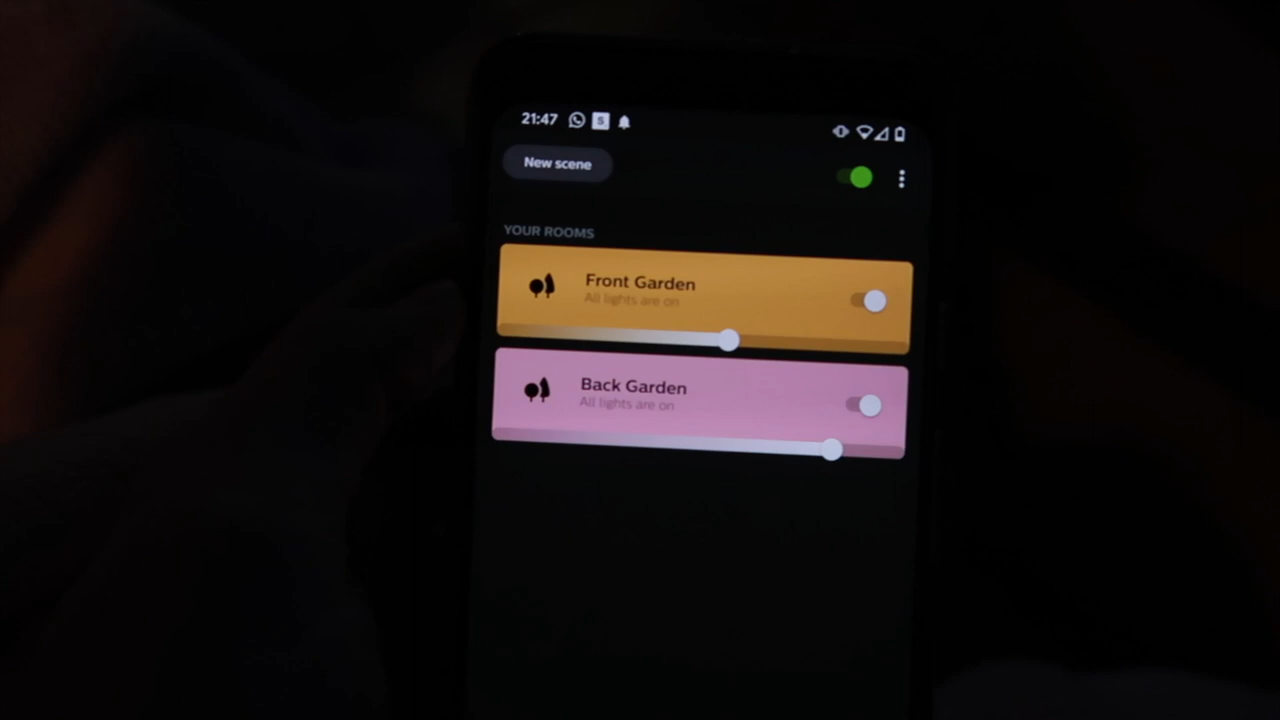 21:47 S
New scene
YOUR ROOMS
Front Garden
All lights are on
Back Garden
All lights are on